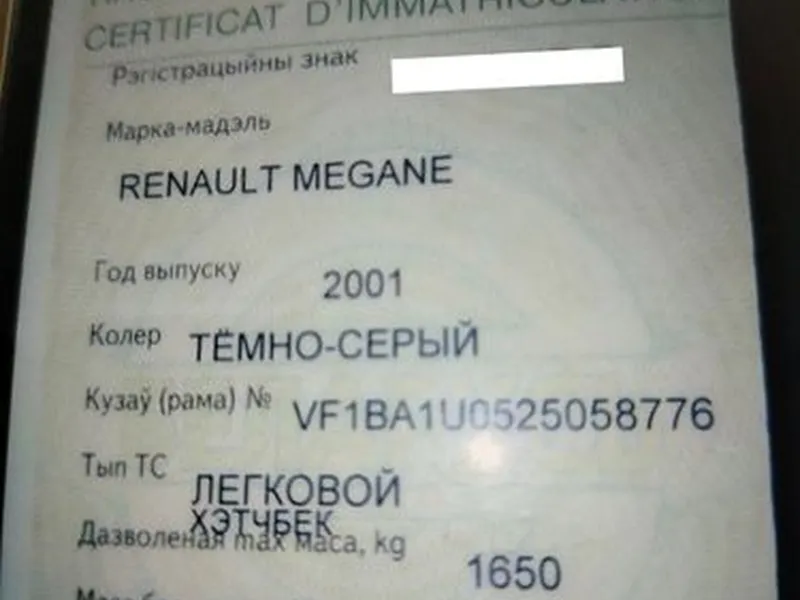 CERTIFICAT D'IMMATRICULATION
Рэгістрацыйны знак
Марка-мадэль
RENAULT MEGANE
Год выпуску 2001
Колер ТЁМНО-СЕРЫЙ
Кузаў (рама) № VF1BA1U0525058776
Тып ТС ЛЕГКОВОЙ
ХЭТЧБЕК
Дазволеная max маса, kg
1650